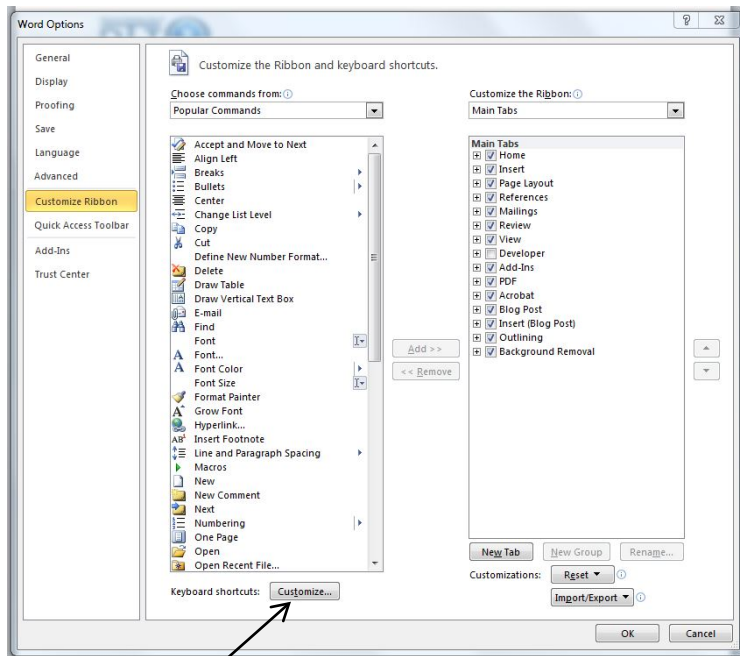 Word Options
General
Display
Proofing
Save
Language
Advanced
Customize Ribbon
Quick Access Toolbar
Add-Ins
Trust Center
Customize the Ribbon and keyboard shortcuts.
Choose commands from:
Popular Commands
Accept and Move to Next
Align Left
Breaks
Bullets
Center
Change List Level
Copy
Cut
Define New Number Format...
Delete
Draw Table
Draw Vertical Text Box
E-mail
Find
Font
Font...
Font Color
Font Size
Format Painter
Grow Font
Hyperlink...
Insert Footnote
Line and Paragraph Spacing
Macros
New
New Comment
Next
Numbering
One Page
Open
Open Recent File...
Keyboard shortcuts: Customize...
Add >>
<< Remove
Customize the Ribbon:
Main Tabs
Main Tabs
Home
Insert
Page Layout
References
Mailings
Review
View
Developer
Add-Ins
PDF
Acrobat
Blog Post
Insert (Blog Post)
Outlining
Background Removal
New Tab New Group Rename...
Customizations: Reset
Import/Export
OK Cancel